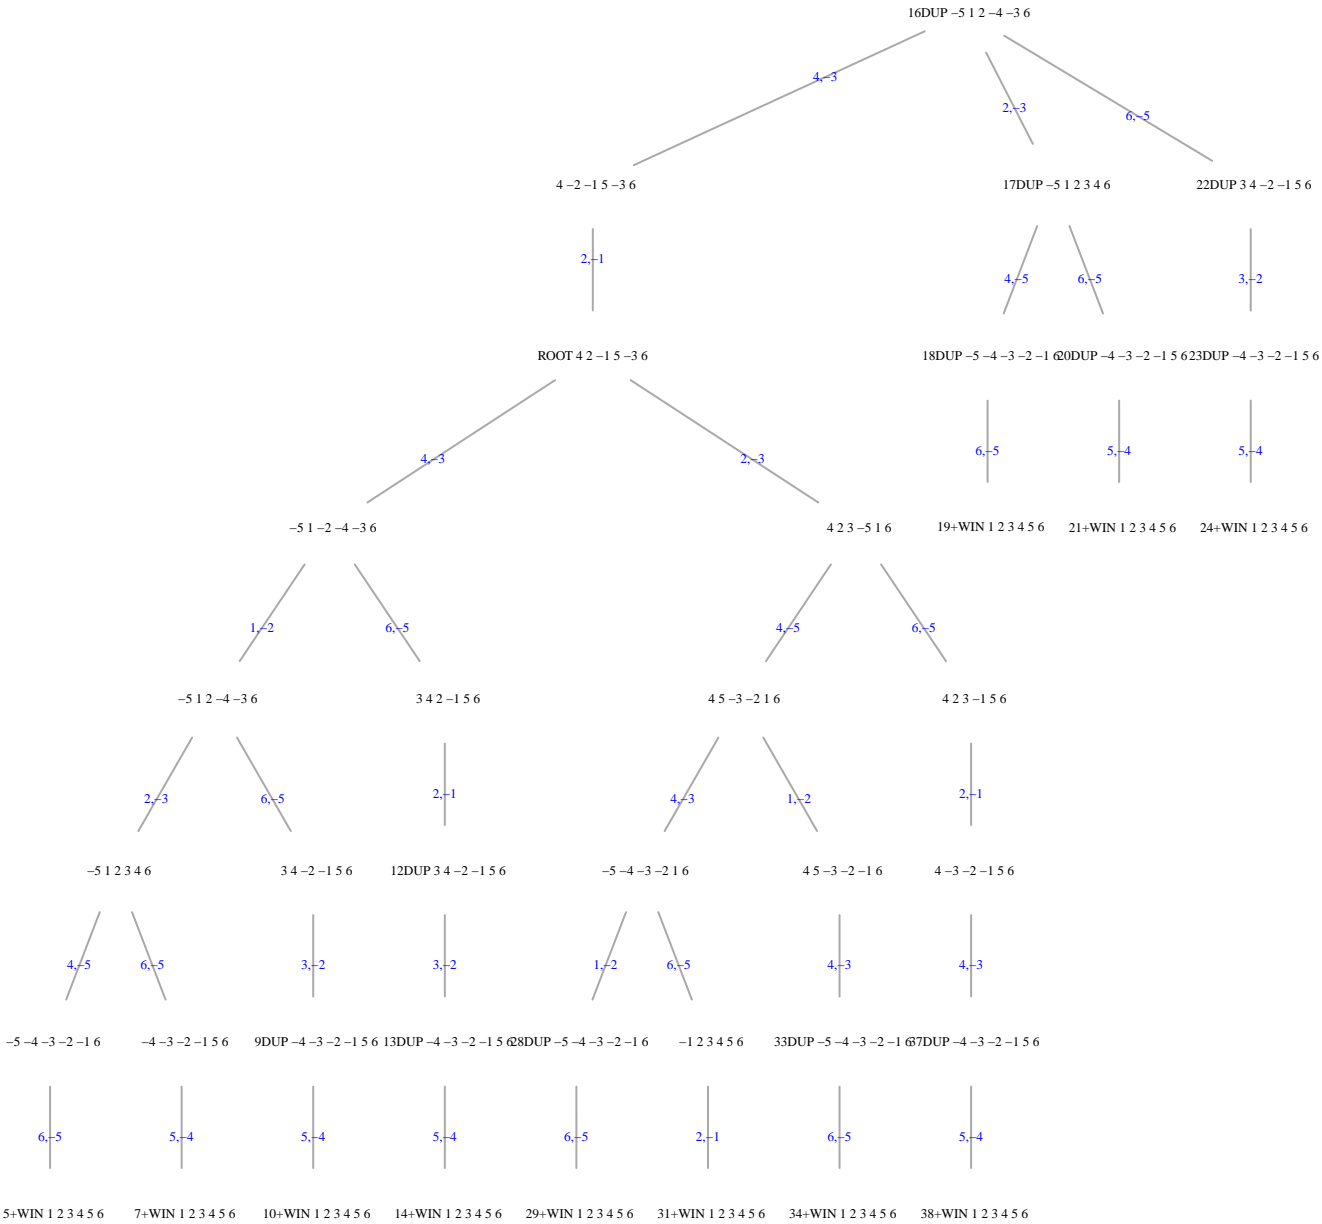 16DUP −5 1 2 −4 −3 6
4,−3
2,−3
6,−5
4 −2 −1 5 −3 6
17DUP −5 1 2 3 4 6
22DUP 3 4 −2 −1 5 6
2,−1
4,−5
6,−5
3,−2
ROOT 4 2 −1 5 −3 6
18DUP −5 −4 −3 −2 −1 6
20DUP −4 −3 −2 −1 5 6
23DUP −4 −3 −2 −1 5 6
4,−3
2,−3
6,−5
5,−4
5,−4
−5 1 −2 −4 −3 6
4 2 3 −5 1 6
19+WIN 1 2 3 4 5 6
21+WIN 1 2 3 4 5 6
24+WIN 1 2 3 4 5 6
1,−2
6,−5
4,−5
6,−5
−5 1 2 −4 −3 6
3 4 2 −1 5 6
4 5 −3 −2 1 6
4 2 3 −1 5 6
2,−3
6,−5
2,−1
4,−3
1,−2
2,−1
−5 1 2 3 4 6
3 4 −2 −1 5 6
12DUP 3 4 −2 −1 5 6
−5 −4 −3 −2 1 6
4 5 −3 −2 −1 6
4 −3 −2 −1 5 6
4,−5
6,−5
3,−2
3,−2
1,−2
6,−5
4,−3
4,−3
−5 −4 −3 −2 −1 6
−4 −3 −2 −1 5 6
9DUP −4 −3 −2 −1 5 6
13DUP −4 −3 −2 −1 5 6
28DUP −5 −4 −3 −2 −1 6
−1 2 3 4 5 6
33DUP −5 −4 −3 −2 −1 6
37DUP −4 −3 −2 −1 5 6
6,−5
5,−4
5,−4
5,−4
6,−5
2,−1
6,−5
5,−4
5+WIN 1 2 3 4 5 6
7+WIN 1 2 3 4 5 6
10+WIN 1 2 3 4 5 6
14+WIN 1 2 3 4 5 6
29+WIN 1 2 3 4 5 6
31+WIN 1 2 3 4 5 6
34+WIN 1 2 3 4 5 6
38+WIN 1 2 3 4 5 6